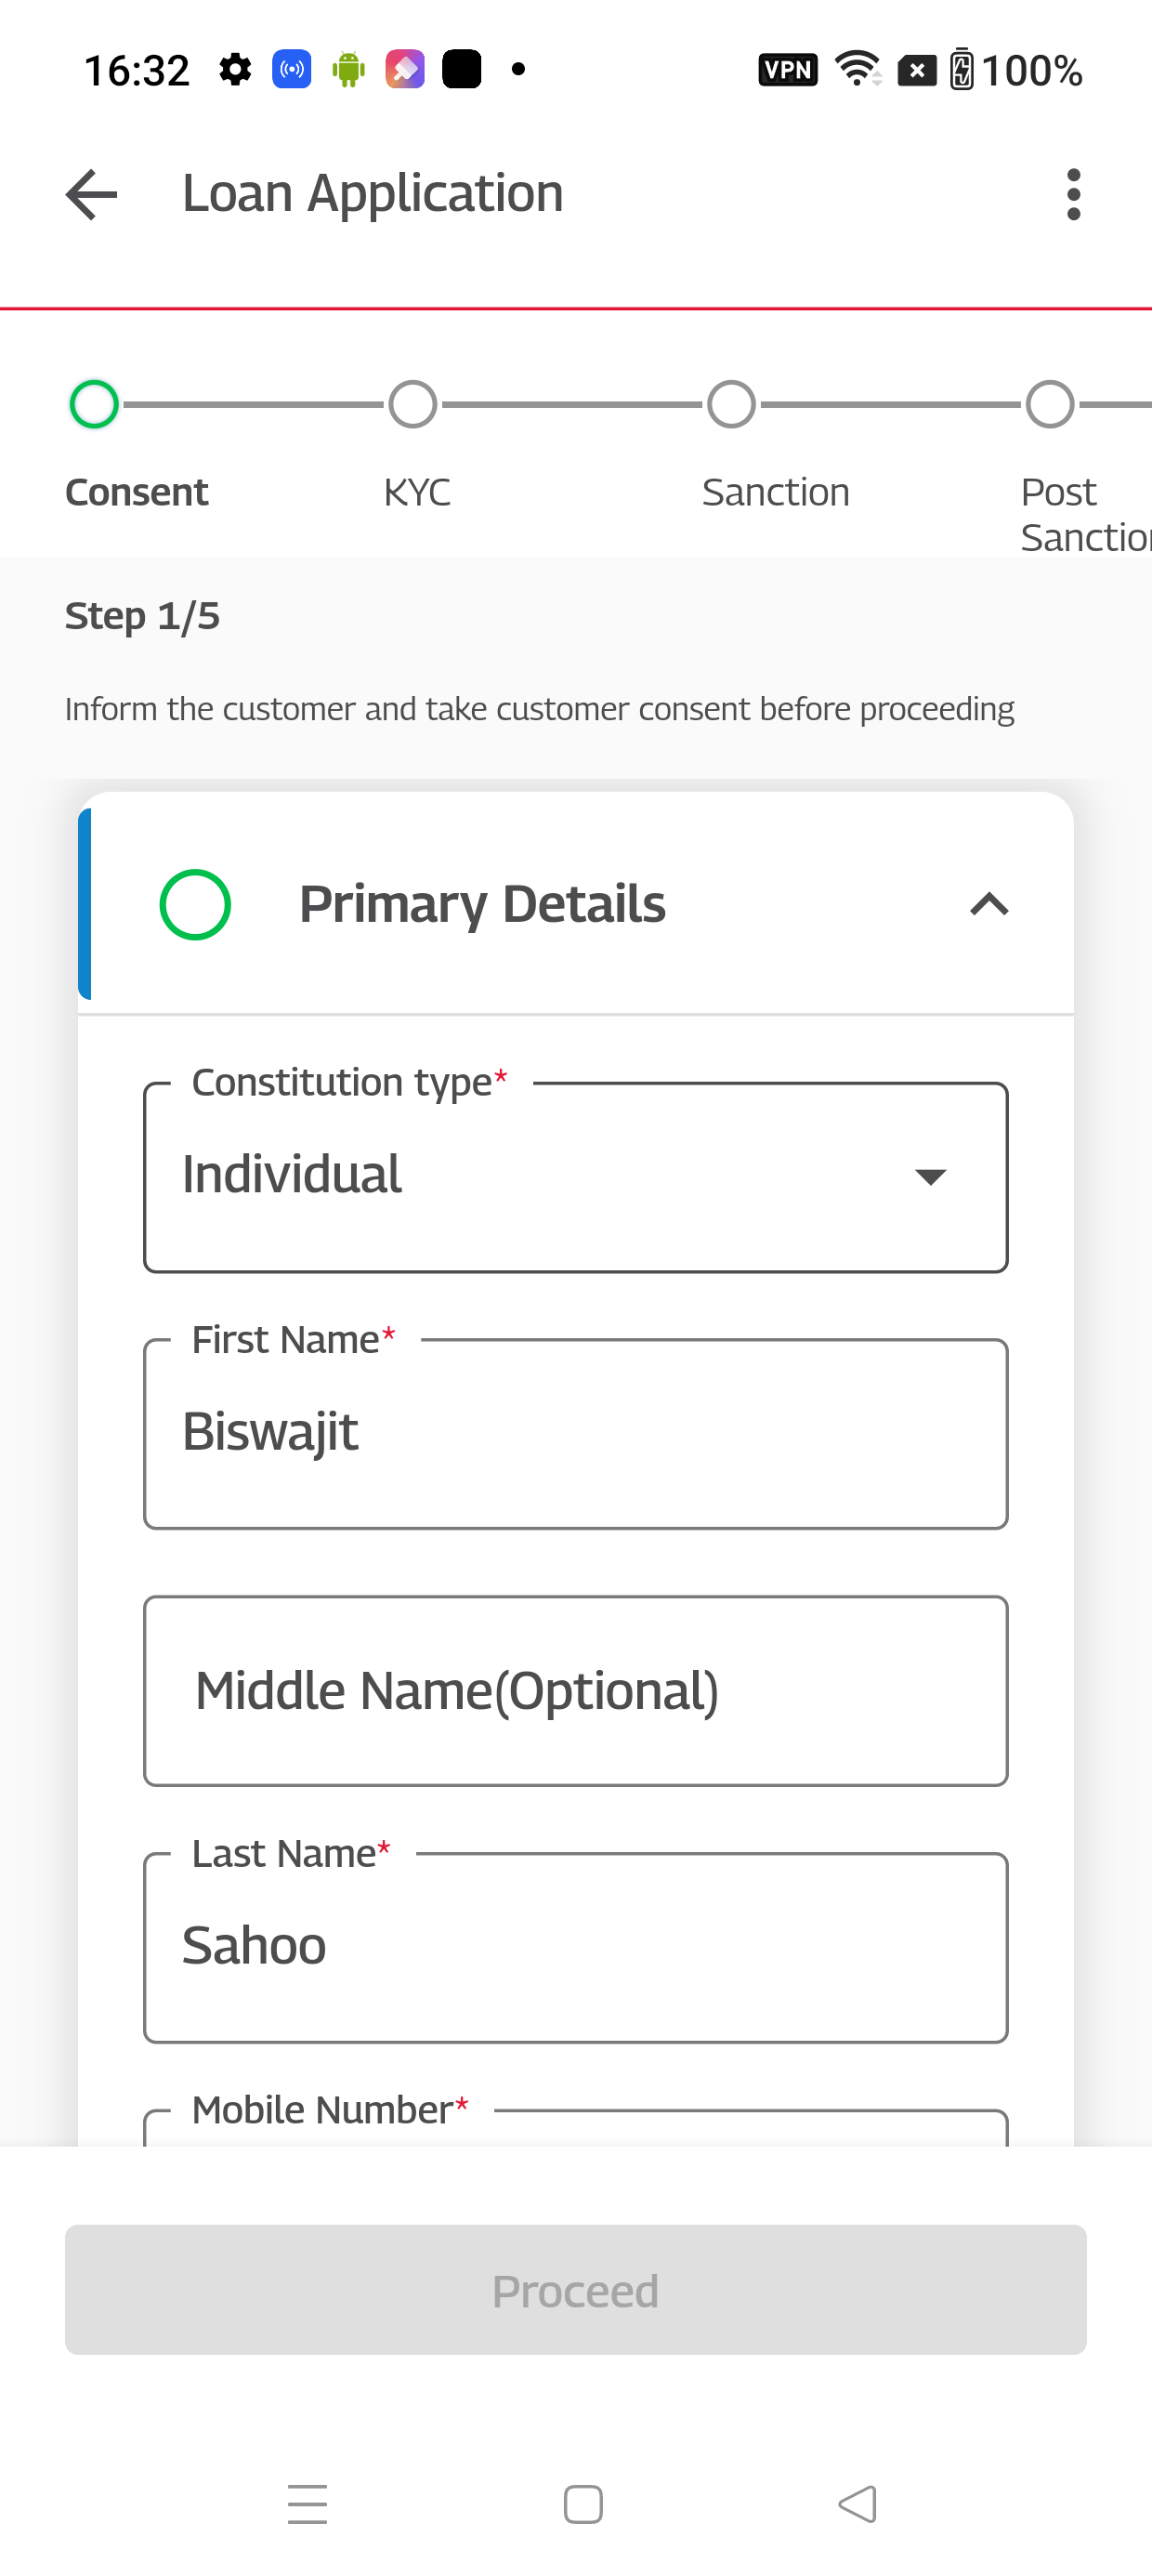 16:32
VPN
100%
Loan Application
Consent
KYC
Sanction
Post
Sanction
Step 1/5
Inform the customer and take customer consent before proceeding
Primary Details
Constitution type*
Individual
First Name*
Biswajit
Middle Name(Optional)
Last Name*
Sahoo
Mobile Number*
Proceed